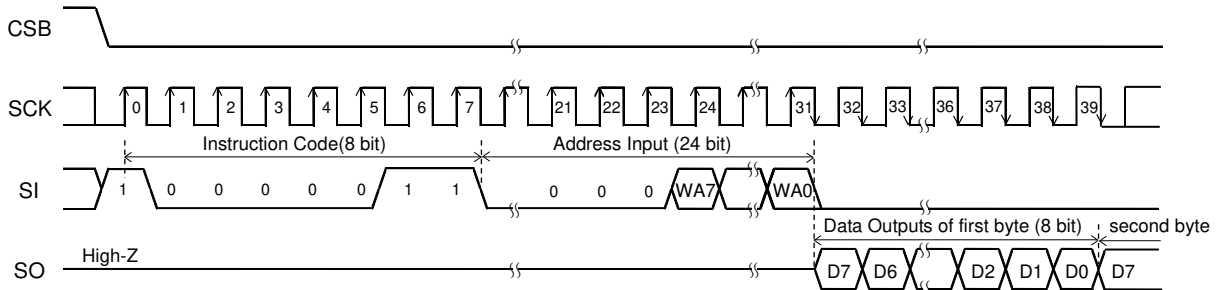 CSB
SCK 0 1 2 3 4 5 6 7 21 22 23 24 31 32 33 36 37 38 39
Instruction Code(8 bit) Address Input (24 bit)
SI 1 0 0 0 0 0 1 1 0 0 0 WA7 WA0
Data Outputs of first byte (8 bit) second byte
High-Z
SO D7 D6 D2 D1 D0 D7